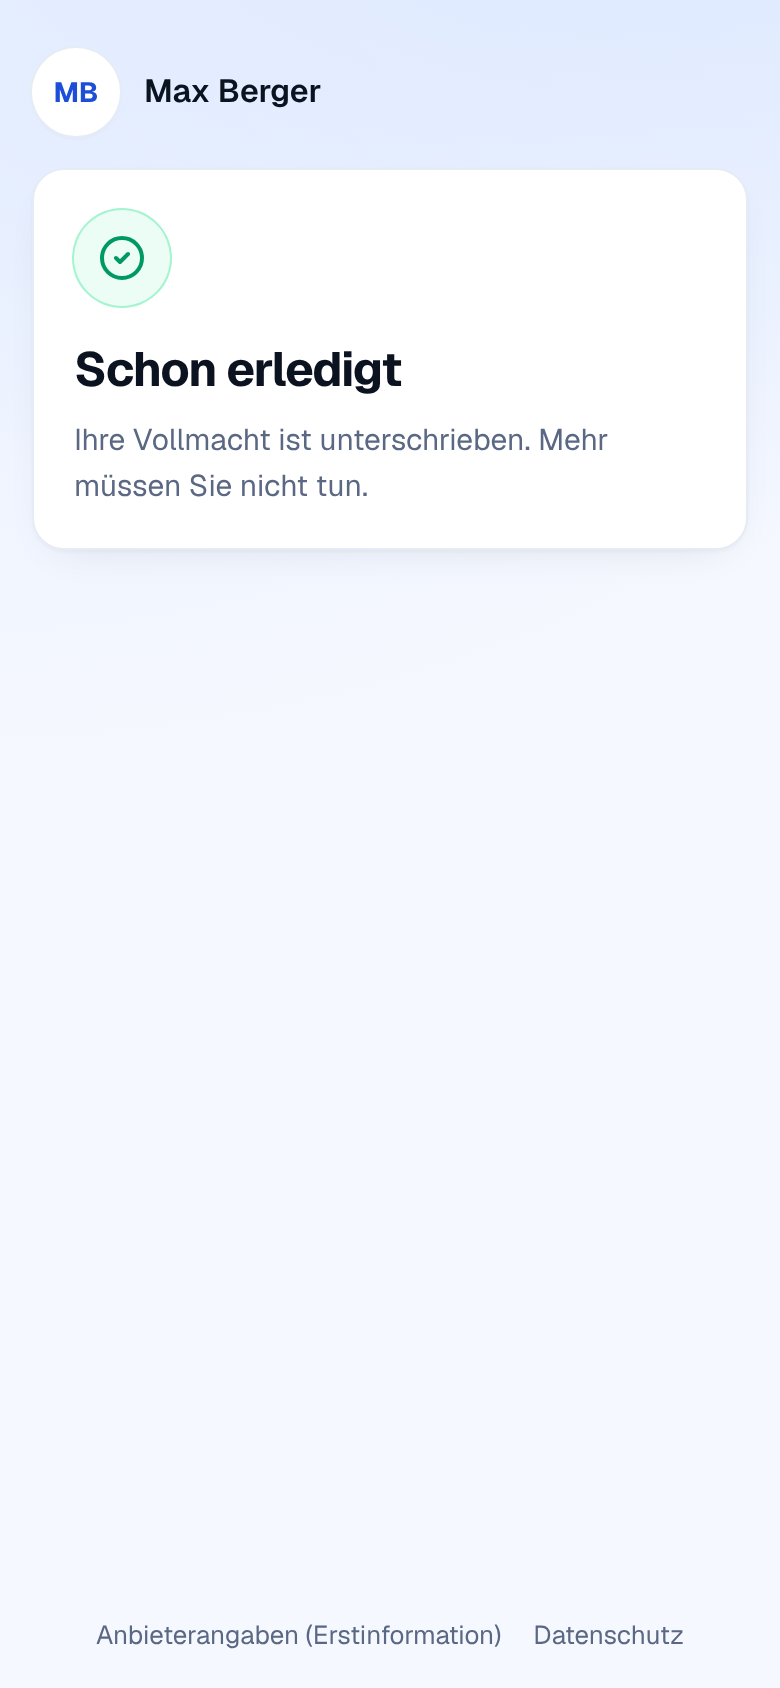 MB
Max Berger
Schon erledigt
Ihre Vollmacht ist unterschrieben. Mehr
müssen Sie nicht tun.
Anbieterangaben (Erstinformation) Datenschutz